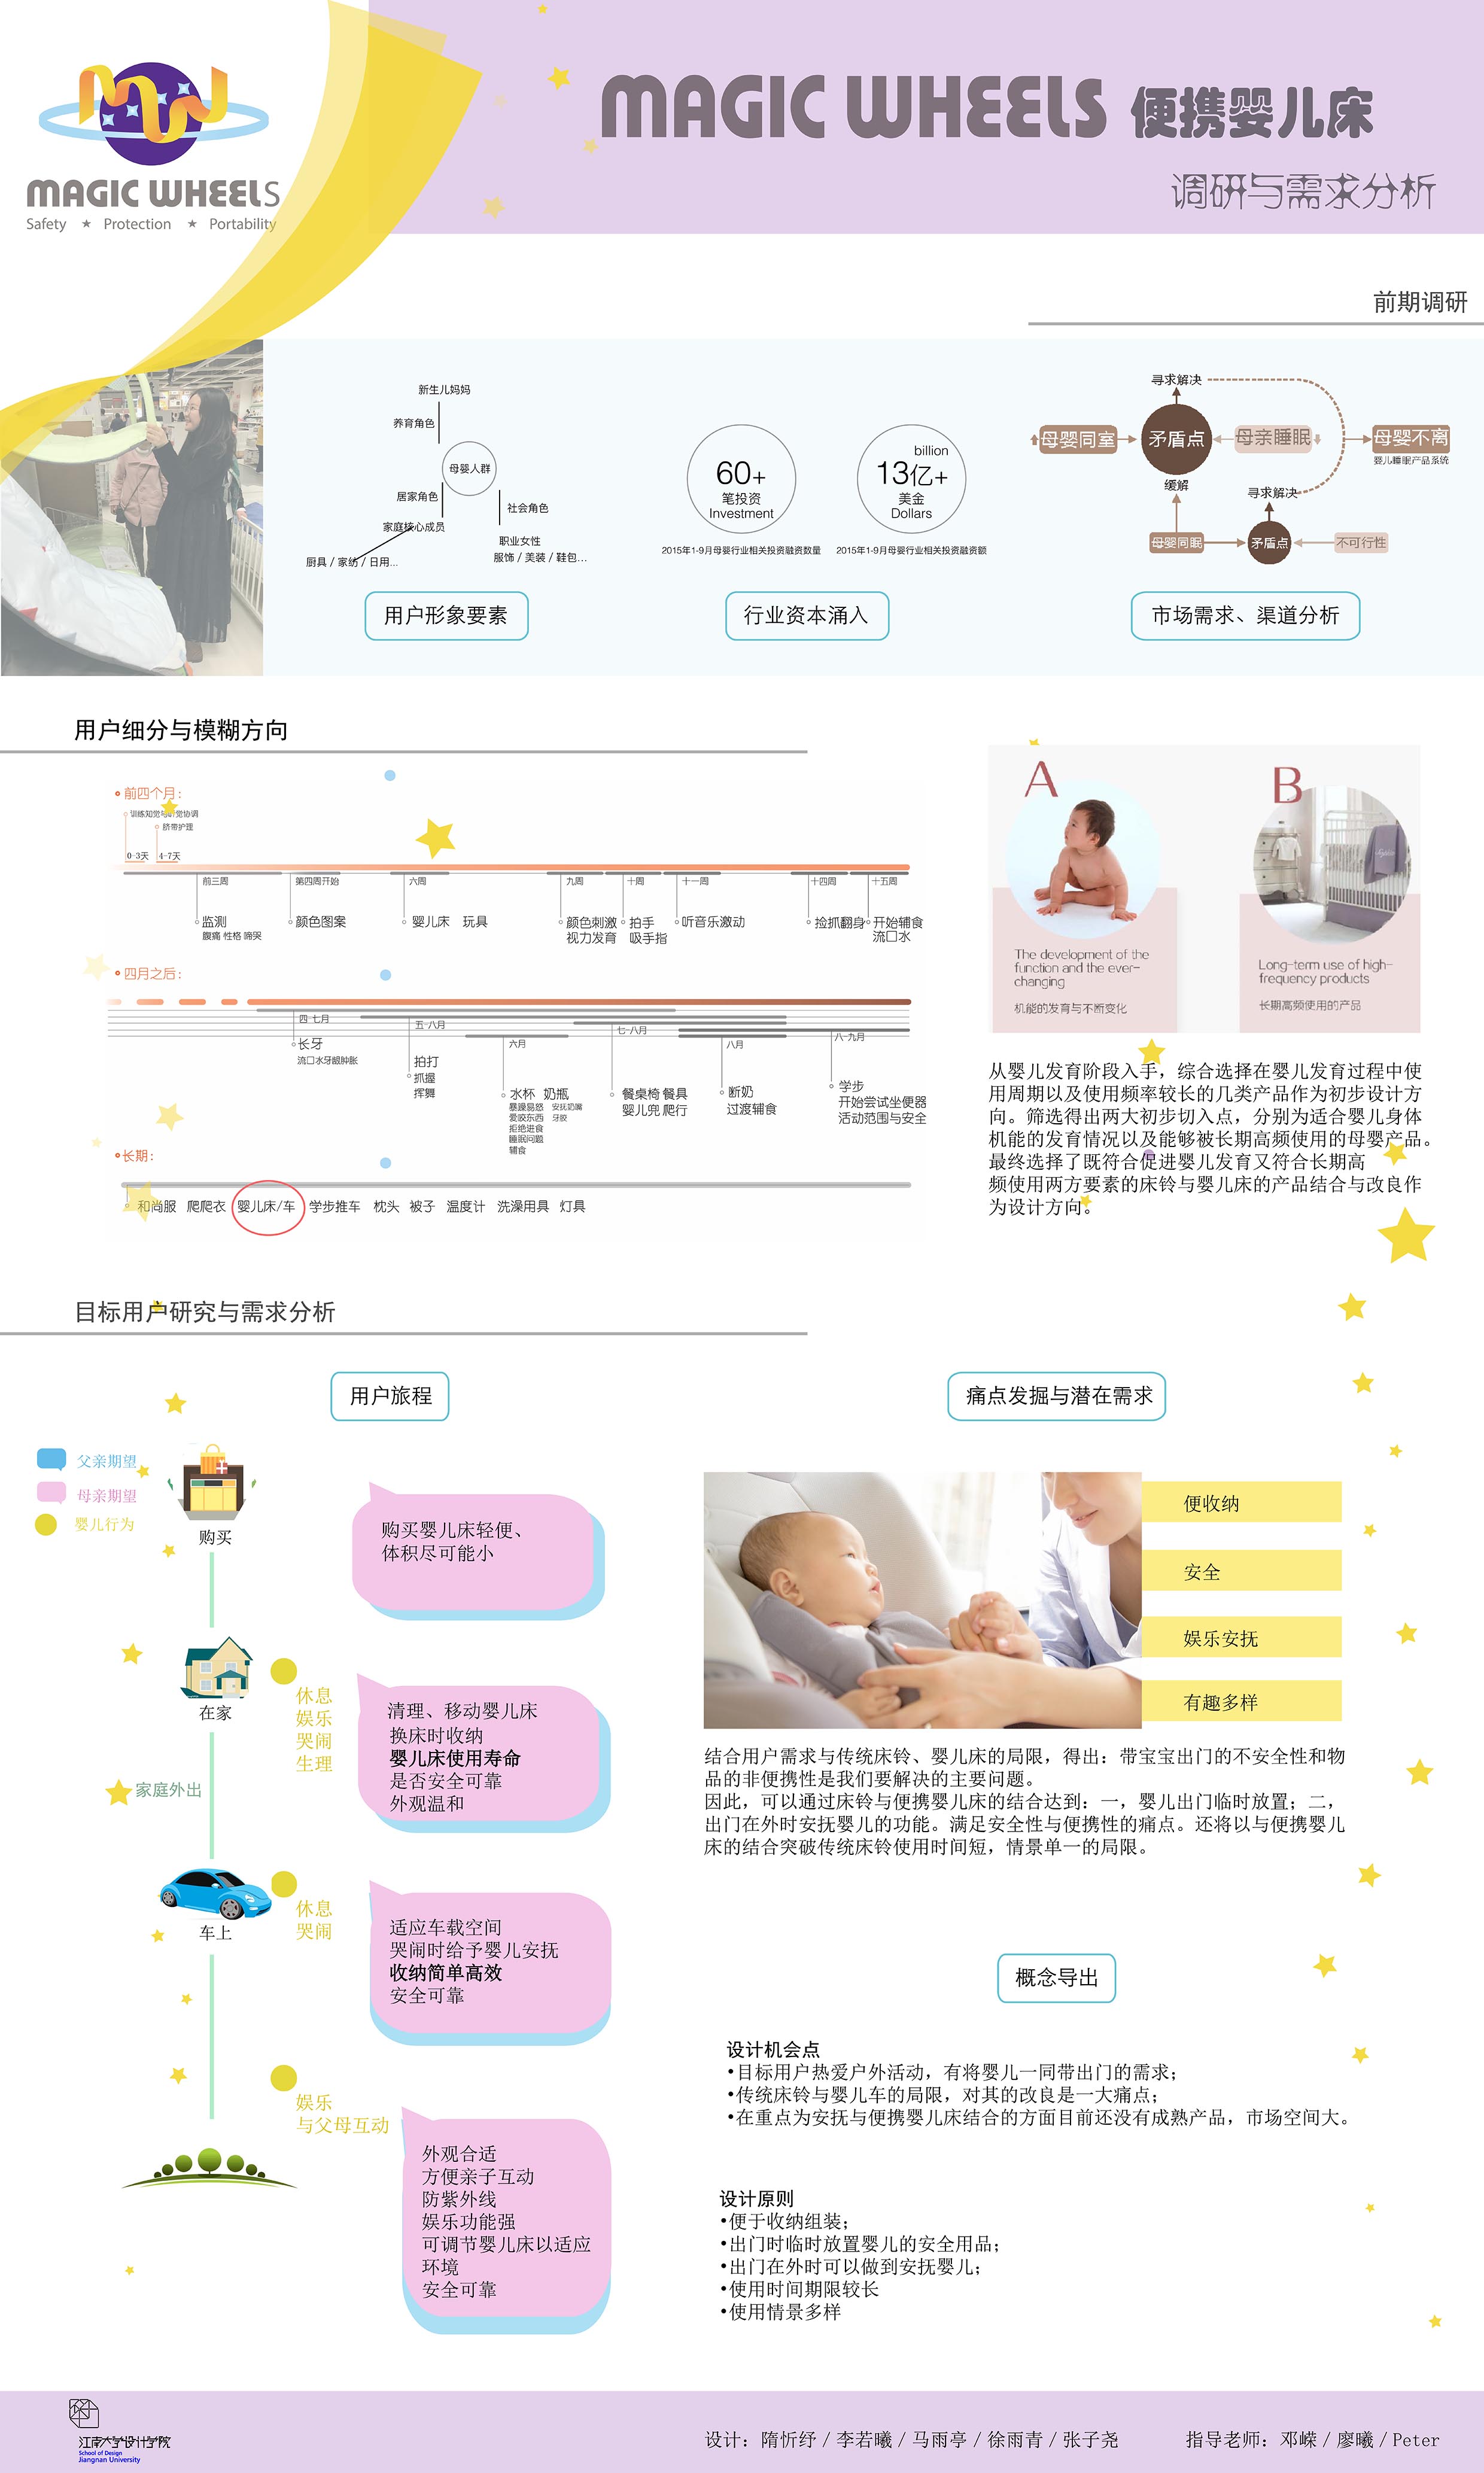 MW
MAGIC WHEELS
Safety ★ Protection ★ Portability
MAGIC WHEELS 便携婴儿床
调研与需求分析
前期调研
新生儿妈妈
养育角色
母婴人群
居家角色
社会角色
家庭核心成员
职业女性
厨具 / 家纺 / 日用...
服饰 / 美装 / 鞋包...
用户形象要素
60+
笔投资
Investment
2015年1-9月母婴行业相关投资融资数量
billion
13亿+
美金
Dollars
2015年1-9月母婴行业相关投资融资额
行业资本涌入
寻求解决
母婴同室
矛盾点
母亲睡眠
母婴不离
婴儿睡眠产品系统
缓解
寻求解决
母婴同眠
矛盾点
不可行性
市场需求、渠道分析
用户细分与模糊方向
前四个月:
脐带护理
0-3天 4-7天
前三周 第四周开始 六周 九周 十周 十一周 十四周 十五周
监测
腹痛 性格 啼哭
颜色图案
婴儿床 玩具
颜色刺激
视力发育
拍手
吸手指
听音乐激动
捡抓翻身
开始辅食
流口水
四月之后:
四-七月
五-八月
六月
七-八月
八月
八-九月
长牙
流口水牙龈肿胀
拍打
抓握
挥舞
水杯 奶瓶
暴躁易怒 安抚奶嘴
爱咬东西 牙胶
拒绝进食
睡眠问题
辅食
餐桌椅 餐具
婴儿兜 爬行
断奶
过渡辅食
学步
开始尝试坐便器
活动范围与安全
长期:
和尚服 爬爬衣 婴儿床/车 学步推车 枕头 被子 温度计 洗澡用具 灯具
A
The development of the
function and the ever-
changing
机能的发育与不断变化
B
Long-term use of high-
frequency products
长期高频使用的产品
从婴儿发育阶段入手，综合选择在婴儿发育过程中使
用周期以及使用频率较长的几类产品作为初步设计方
向。筛选得出两大初步切入点，分别为适合婴儿身体
机能的发育情况以及能够被长期高频使用的母婴产品。
最终选择了既符合促进婴儿发育又符合长期高
频使用两方要素的床铃与婴儿床的产品结合与改良作
为设计方向。
目标用户研究与需求分析
用户旅程
父亲期望
母亲期望
婴儿行为
购买
购买婴儿床轻便、
体积尽可能小
在家
休息
娱乐
哭闹
生理
清理、移动婴儿床
换床时收纳
婴儿床使用寿命
是否安全可靠
外观温和
家庭外出
车上
休息
哭闹
适应车载空间
哭闹时给予婴儿安抚
收纳简单高效
安全可靠
娱乐
与父母互动
外观合适
方便亲子互动
防紫外线
娱乐功能强
可调节婴儿床以适应
环境
安全可靠
痛点发掘与潜在需求
便收纳
安全
娱乐安抚
有趣多样
结合用户需求与传统床铃、婴儿床的局限，得出：带宝宝出门的不安全性和物
品的非便携性是我们要解决的主要问题。
因此，可以通过床铃与便携婴儿床的结合达到：一，婴儿出门临时放置；二，
出门在外时安抚婴儿的功能。满足安全性与便携性的痛点。还将以与便携婴儿
床的结合突破传统床铃使用时间短，情景单一的局限。
概念导出
设计机会点
•目标用户热爱户外活动，有将婴儿一同带出门的需求；
•传统床铃与婴儿车的局限，对其的改良是一大痛点；
•在重点为安抚与便携婴儿床结合的方面目前还没有成熟产品，市场空间大。
设计原则
•便于收纳组装；
•出门时临时放置婴儿的安全用品；
•出门在外时可以做到安抚婴儿；
•使用时间期限较长
•使用情景多样
江南大学设计学院
School of Design
Jiangnan University
设计：隋忻纾 / 李若曦 / 马雨亭 / 徐雨青 / 张子尧
指导老师：邓嵘 / 廖曦 / Peter